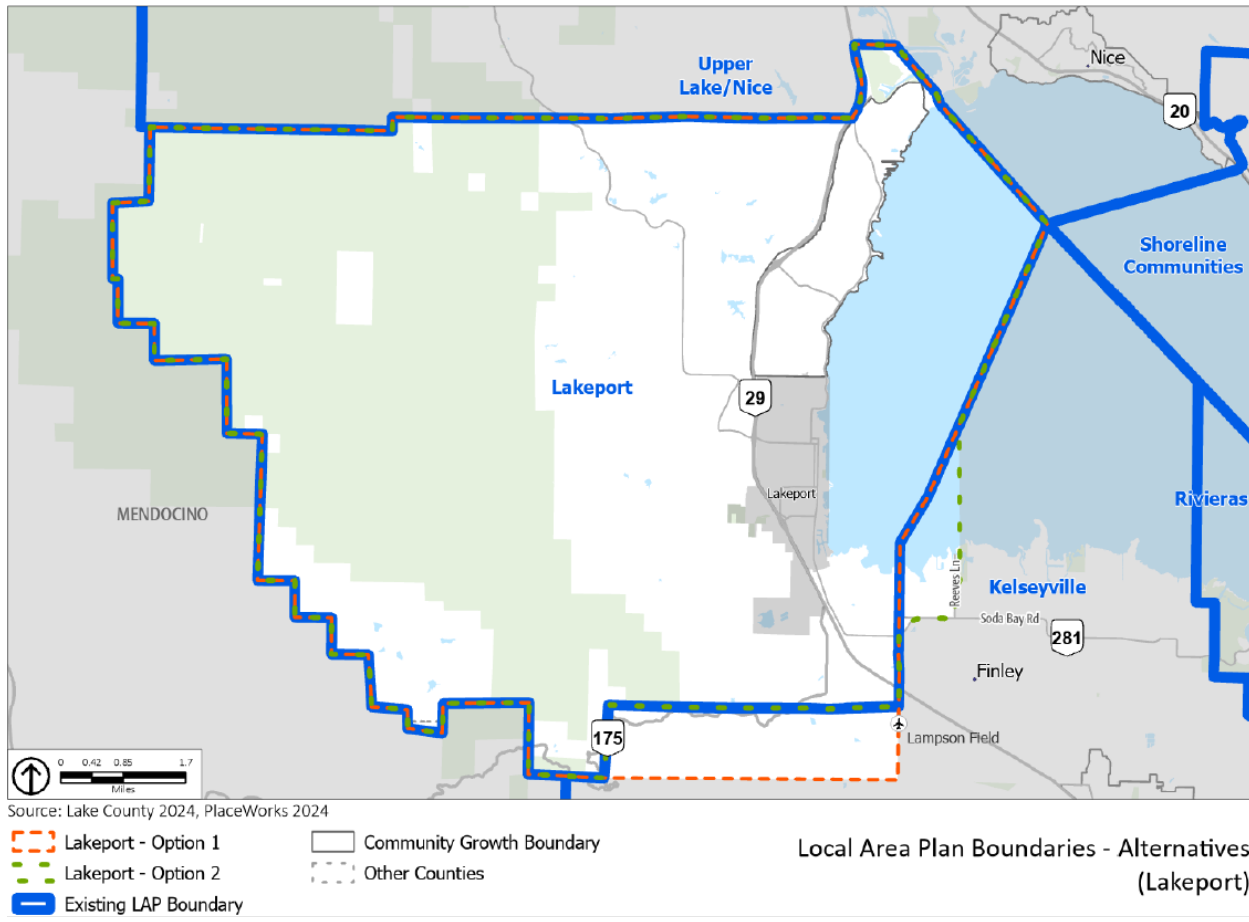 Upper
Lake/Nice
Nice
20
Shoreline
Communities
Lakeport
29
Lakeport
MENDOCINO
Rivieras
Reeves Ln
Kelseyville
Soda Bay Rd
281
Finley
175
Lampson Field
0 0.42 0.85 1.7
Miles
Source: Lake County 2024, PlaceWorks 2024
Lakeport - Option 1
Lakeport - Option 2
Existing LAP Boundary
Community Growth Boundary
Other Counties
Local Area Plan Boundaries - Alternatives
(Lakeport)